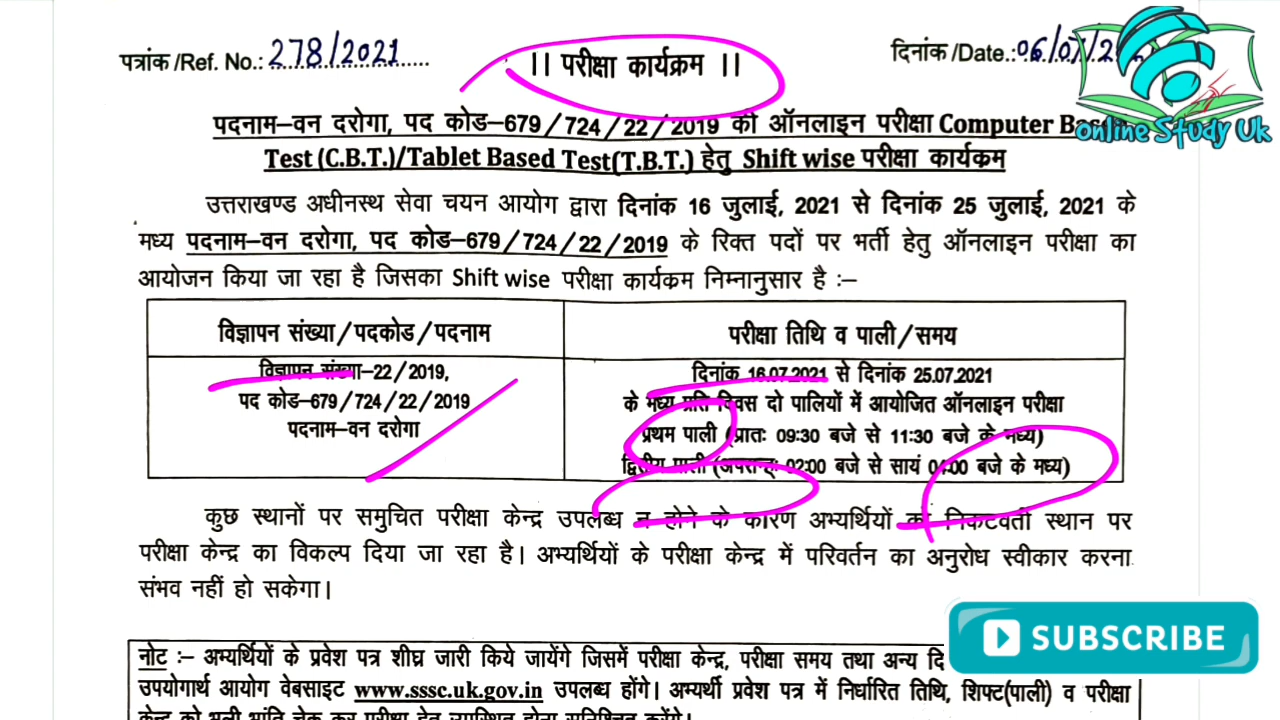 पत्रांक /Ref. No.: 278/2021
दिनांक /Date.: 06/0
|| परीक्षा कार्यक्रम ||
Online Study Uk
पदनाम–वन दरोगा, पद कोड–679/724/22/2019 की ऑनलाइन परीक्षा Computer Based
Test (C.B.T.)/Tablet Based Test(T.B.T.) हेतु Shift wise परीक्षा कार्यक्रम
उत्तराखण्ड अधीनस्थ सेवा चयन आयोग द्वारा दिनांक 16 जुलाई, 2021 से दिनांक 25 जुलाई, 2021 के
मध्य पदनाम–वन दरोगा, पद कोड–679/724/22/2019 के रिक्त पदों पर भर्ती हेतु ऑनलाइन परीक्षा का
आयोजन किया जा रहा है जिसका Shift wise परीक्षा कार्यक्रम निम्नानुसार है :–
विज्ञापन संख्या/पदकोड/पदनाम
परीक्षा तिथि व पाली/समय
विज्ञापन संख्या–22/2019,
पद कोड–679/724/22/2019
पदनाम–वन दरोगा
दिनांक 16.07.2021 से दिनांक 25.07.2021
के मध्य प्रति दिवस दो पालियों में आयोजित ऑनलाइन परीक्षा
प्रथम पाली (प्रातः 09:30 बजे से 11:30 बजे के मध्य)
द्वितीय पाली (अपरान्ह्: 02:00 बजे से सायं 04:00 बजे के मध्य)
कुछ स्थानों पर समुचित परीक्षा केन्द्र उपलब्ध न होने के कारण अभ्यर्थियों को निकटवर्ती स्थान पर
परीक्षा केन्द्र का विकल्प दिया जा रहा है। अभ्यर्थियों के परीक्षा केन्द्र में परिवर्तन का अनुरोध स्वीकार करना
संभव नहीं हो सकेगा।
SUBSCRIBE
नोट :– अभ्यर्थियों के प्रवेश पत्र शीघ्र जारी किये जायेंगे जिसमें परीक्षा केन्द्र, परीक्षा समय तथा अन्य
उपयोगार्थ आयोग वेबसाइट www.sssc.uk.gov.in उपलब्ध होंगे। अभ्यर्थी प्रवेश पत्र में निर्धारित तिथि, शिफ्ट(पाली) व परीक्षा
केन्द्र को भली भांति चेक कर परीक्षा हेतु उपस्थित होना सुनिश्चित करेंगे।